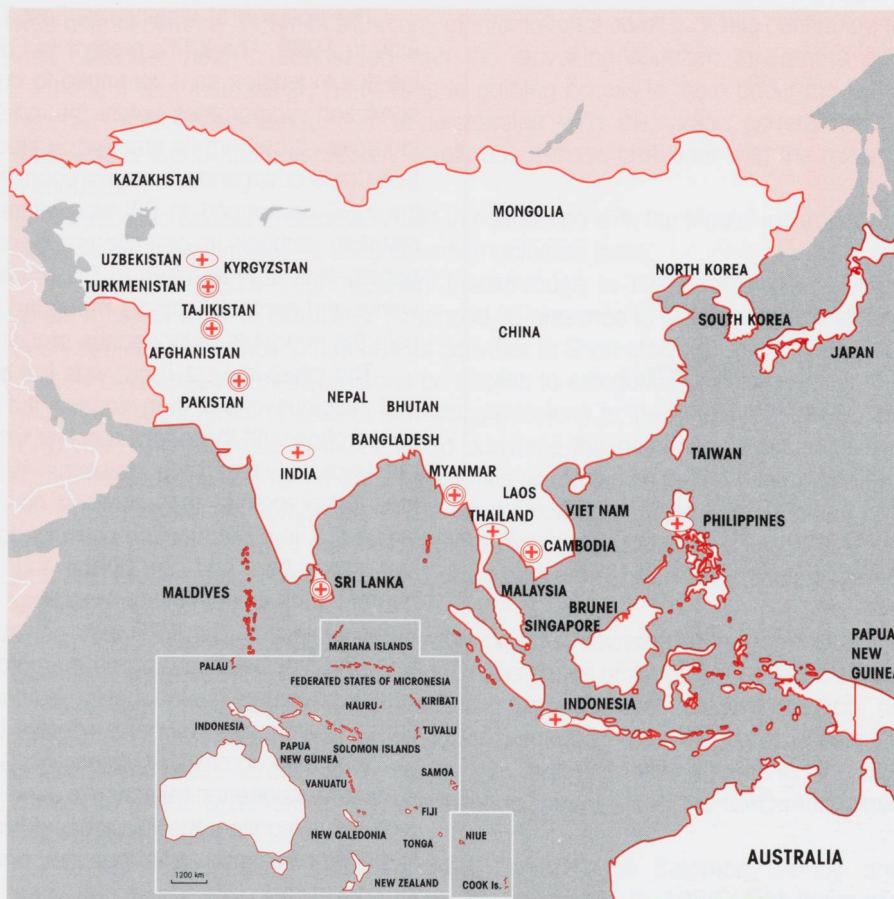 KAZAKHSTAN
MONGOLIA
UZBEKISTAN
KYRGYZSTAN
TURKMENISTAN
NORTH KOREA
TAJIKISTAN
SOUTH KOREA
CHINA
AFGHANISTAN
JAPAN
PAKISTAN
NEPAL
BHUTAN
BANGLADESH
TAIWAN
INDIA
MYANMAR
LAOS
THAILAND
VIET NAM
PHILIPPINES
CAMBODIA
MALDIVES
SRI LANKA
MALAYSIA
BRUNEI
SINGAPORE
PAPUA
NEW
GUINEA
INDONESIA
MARIANA ISLANDS
PALAU
FEDERATED STATES OF MICRONESIA
NAURU
KIRIBATI
INDONESIA
TUVALU
PAPUA
NEW GUINEA
SOLOMON ISLANDS
VANUATU
SAMOA
FIJI
NEW CALEDONIA
TONGA
NIUE
1200 km
NEW ZEALAND
COOK Is.
AUSTRALIA